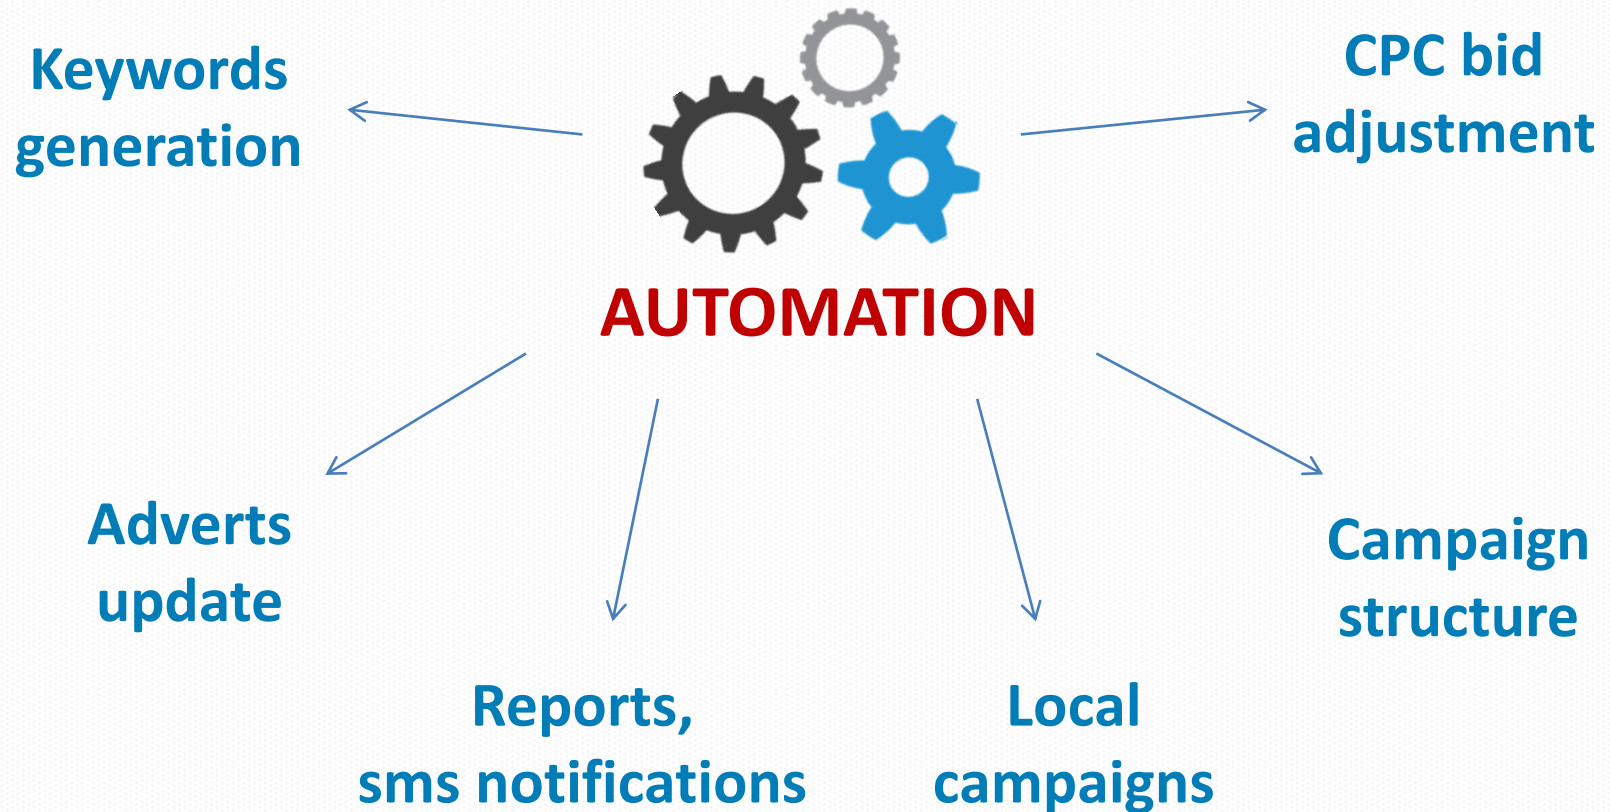 Keywords
generation
CPC bid
adjustment
AUTOMATION
Adverts
update
Campaign
structure
Reports,
sms notifications
Local
campaigns